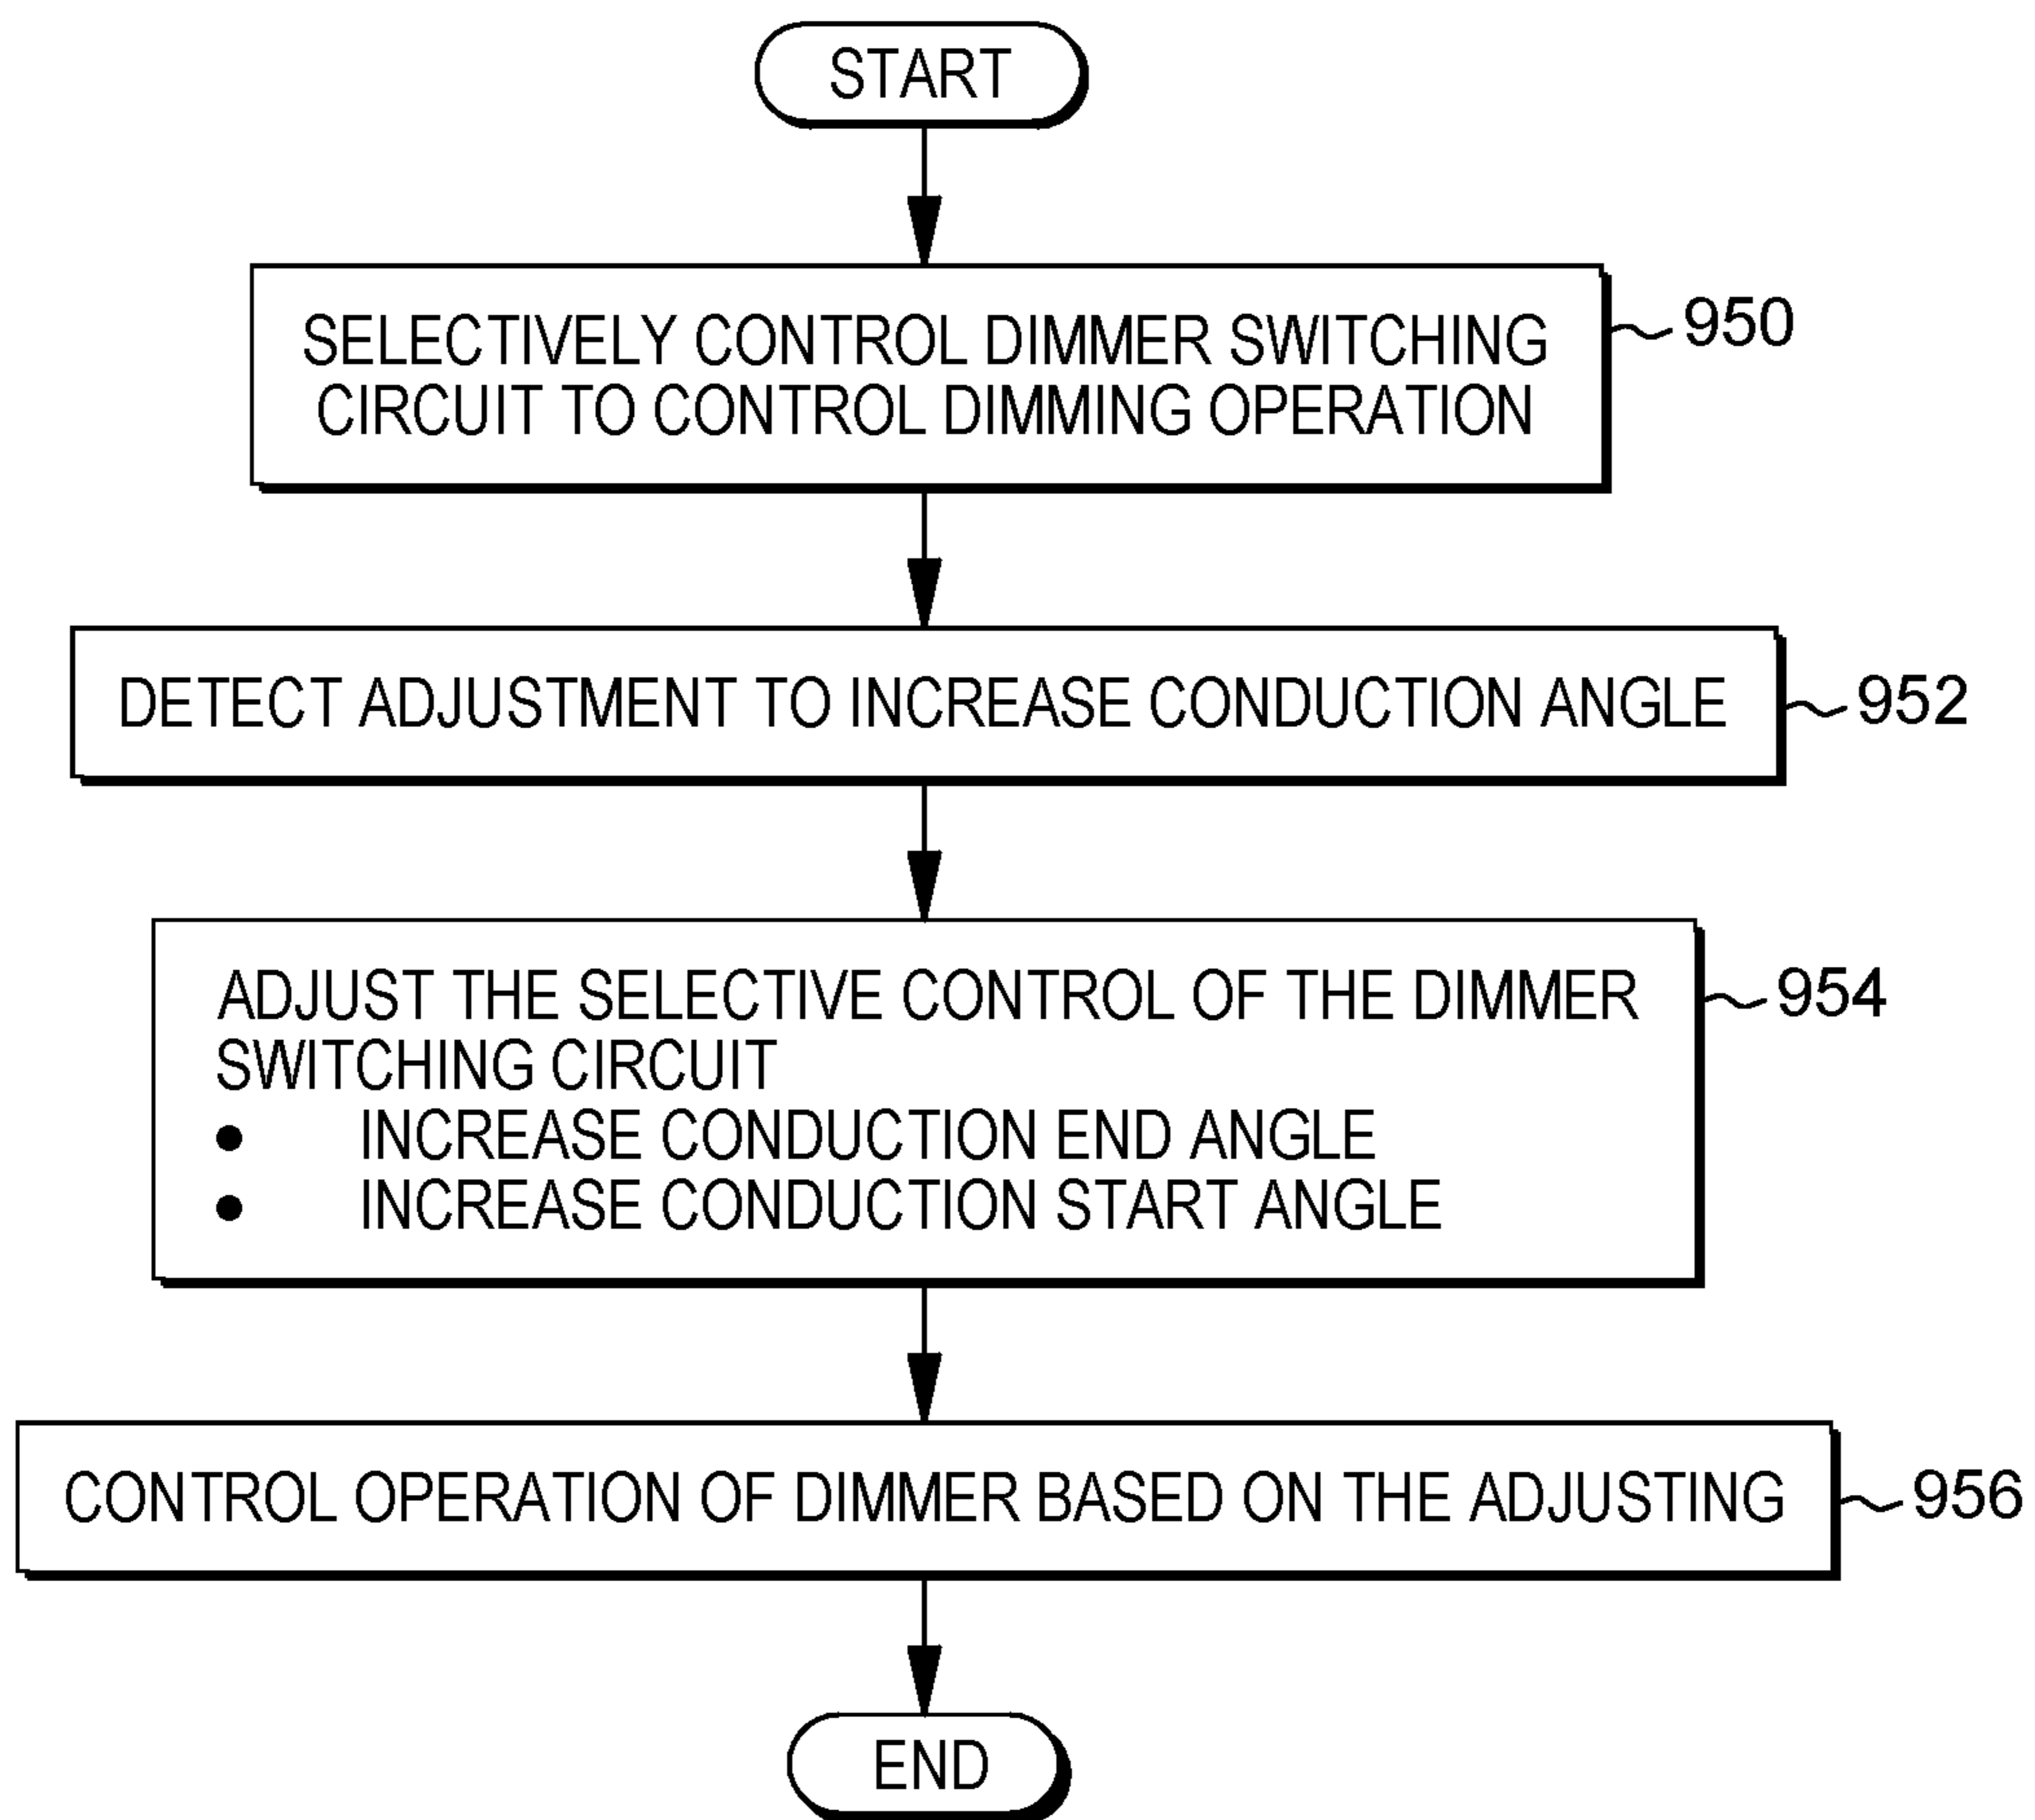 START
SELECTIVELY CONTROL DIMMER SWITCHING
CIRCUIT TO CONTROL DIMMING OPERATION
950
DETECT ADJUSTMENT TO INCREASE CONDUCTION ANGLE
952
ADJUST THE SELECTIVE CONTROL OF THE DIMMER
SWITCHING CIRCUIT
● INCREASE CONDUCTION END ANGLE
● INCREASE CONDUCTION START ANGLE
954
CONTROL OPERATION OF DIMMER BASED ON THE ADJUSTING
956
END